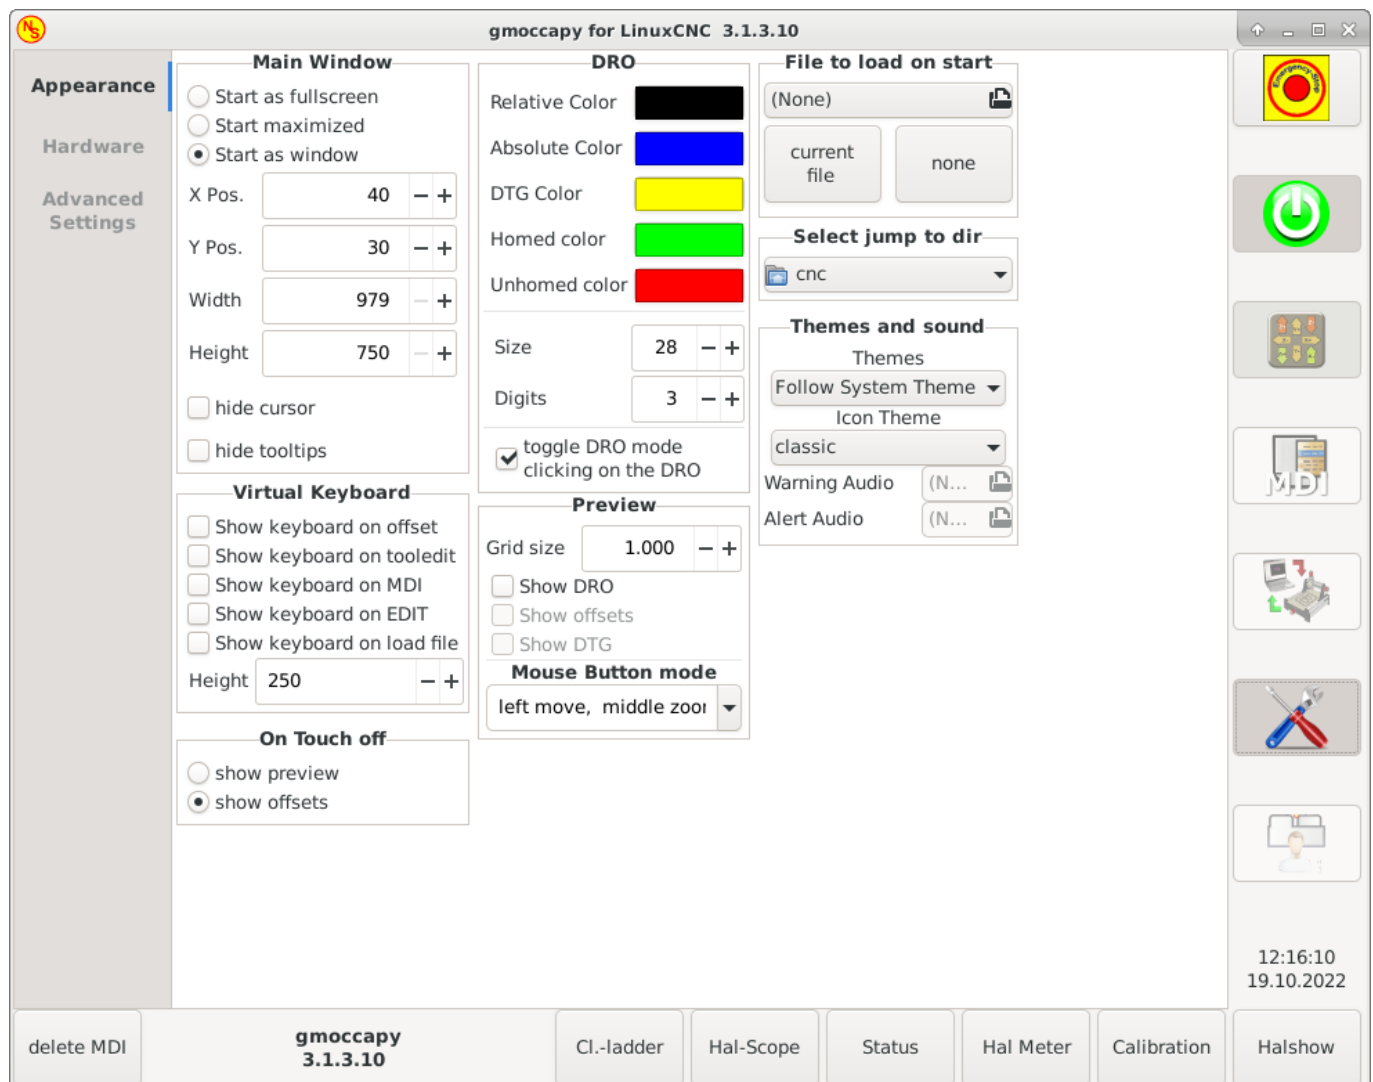 gmoccapy for LinuxCNC 3.1.3.10
Appearance
Hardware
Advanced
Settings
Main Window
Start as fullscreen
Start maximized
Start as window
X Pos. 40
Y Pos. 30
Width 979
Height 750
hide cursor
hide tooltips
Virtual Keyboard
Show keyboard on offset
Show keyboard on tooledit
Show keyboard on MDI
Show keyboard on EDIT
Show keyboard on load file
Height 250
On Touch off
show preview
show offsets
DRO
Relative Color
Absolute Color
DTG Color
Homed color
Unhomed color
Size 28
Digits 3
toggle DRO mode
clicking on the DRO
Preview
Grid size 1.000
Show DRO
Show offsets
Show DTG
Mouse Button mode
left move, middle zoor
File to load on start
(None)
current
file
none
Select jump to dir
cnc
Themes and sound
Themes
Follow System Theme
Icon Theme
classic
Warning Audio (N...
Alert Audio (N...
NS
Emergency-Stop
MDI
12:16:10
19.10.2022
delete MDI
gmoccapy
3.1.3.10
Cl.-ladder
Hal-Scope
Status
Hal Meter
Calibration
Halshow